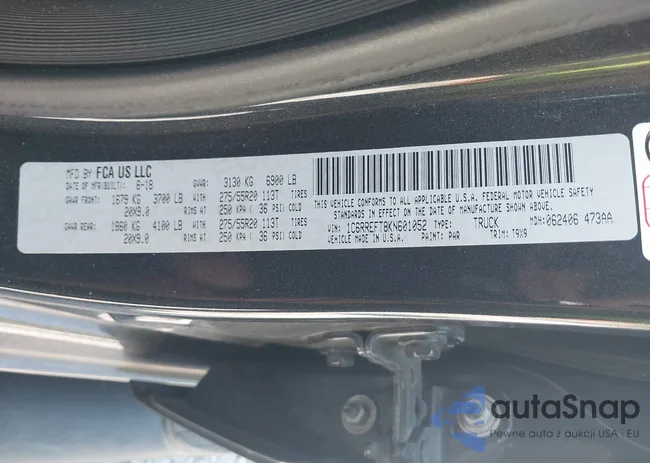 MFD BY FCA US LLC
DATE OF MFR(BUILT): 6-18 GVWR: 3130 KG 6900 LB
GAWR FRONT: 1679 KG 3700 LB WITH 275/55R20 113T TIRES
20X9.0 RIMS AT 250 KPA ( 36 PSI) COLD
GAWR REAR: 1860 KG 4100 LB WITH 275/55R20 113T TIRES
20X9.0 RIMS AT 250 KPA ( 36 PSI) COLD
THIS VEHICLE CONFORMS TO ALL APPLICABLE U.S.A. FEDERAL MOTOR VEHICLE SAFETY
STANDARDS IN EFFECT ON THE DATE OF MANUFACTURE SHOWN ABOVE.
VIN: 1C6RREFT8KN601052 TYPE: TRUCK MDH: 062406 473AA
VEHICLE MADE IN U.S.A. PAINT: PAR TRIM: T9X9
autaSnap
Pewne auta z aukcji USA i EU